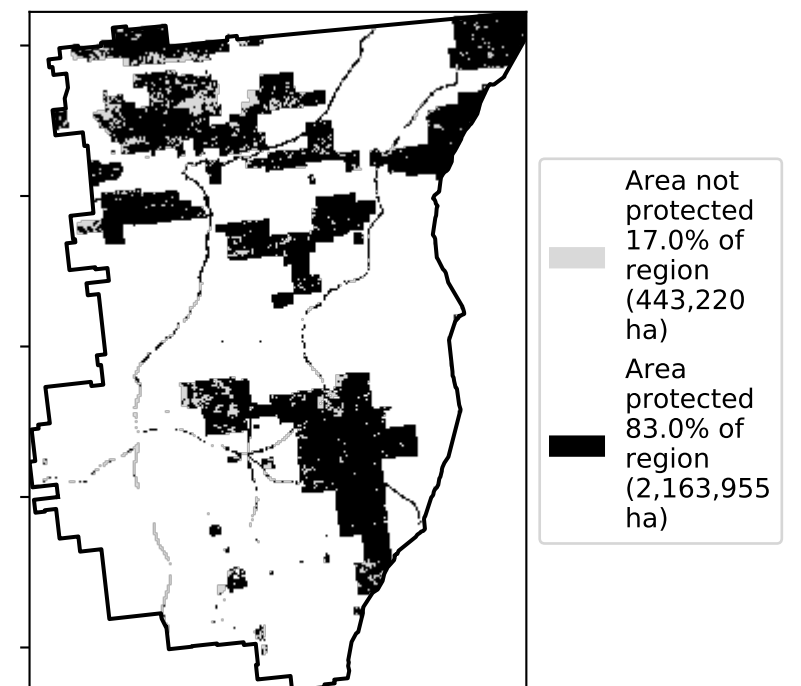 Area not
protected
17.0% of
region
(443,220
ha)
Area
protected
83.0% of
region
(2,163,955
ha)